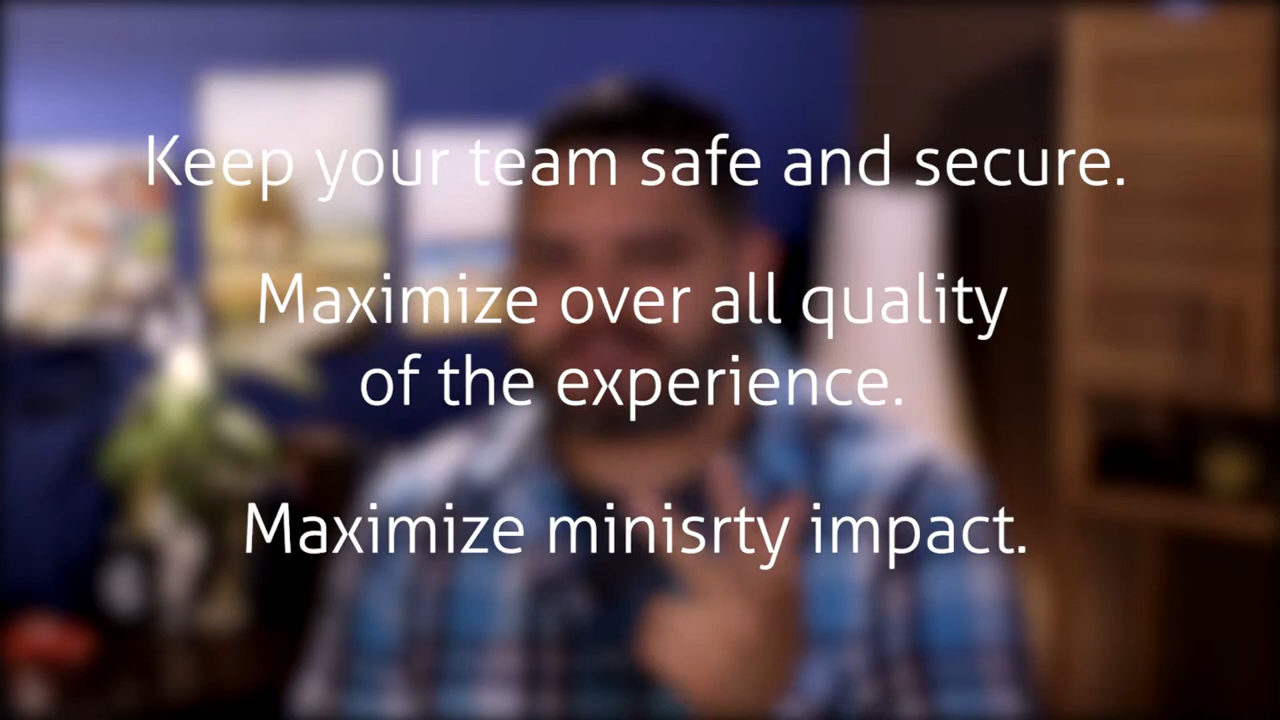 Keep your team safe and secure.
Maximize over all quality
of the experience.
Maximize minisrty impact.